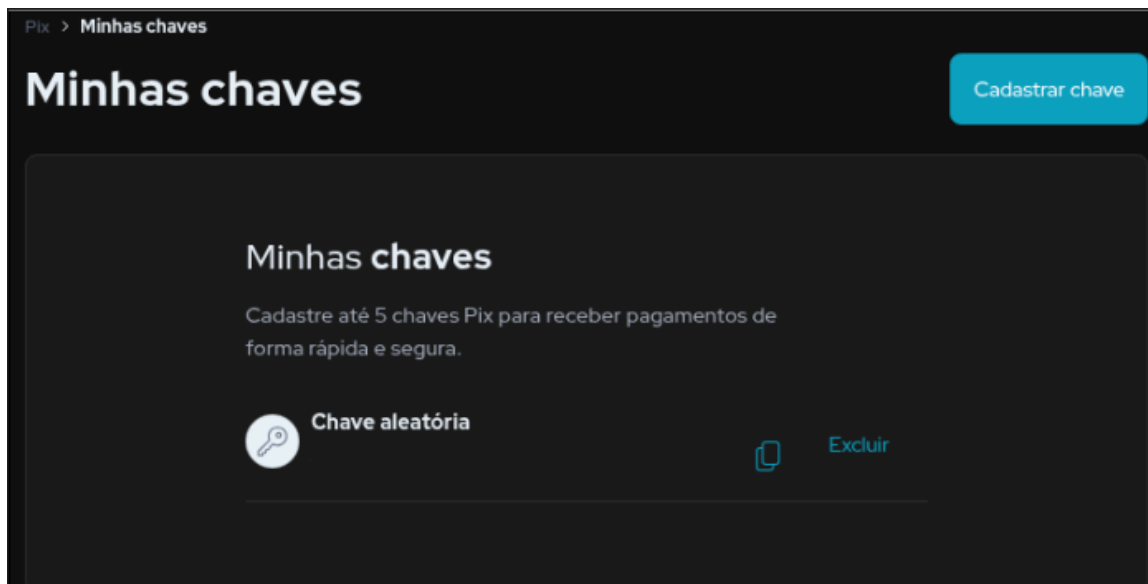 Pix > Minhas chaves
Minhas chaves
Cadastrar chave
Minhas chaves
Cadastre até 5 chaves Pix para receber pagamentos de
forma rápida e segura.
Chave aleatória
Excluir